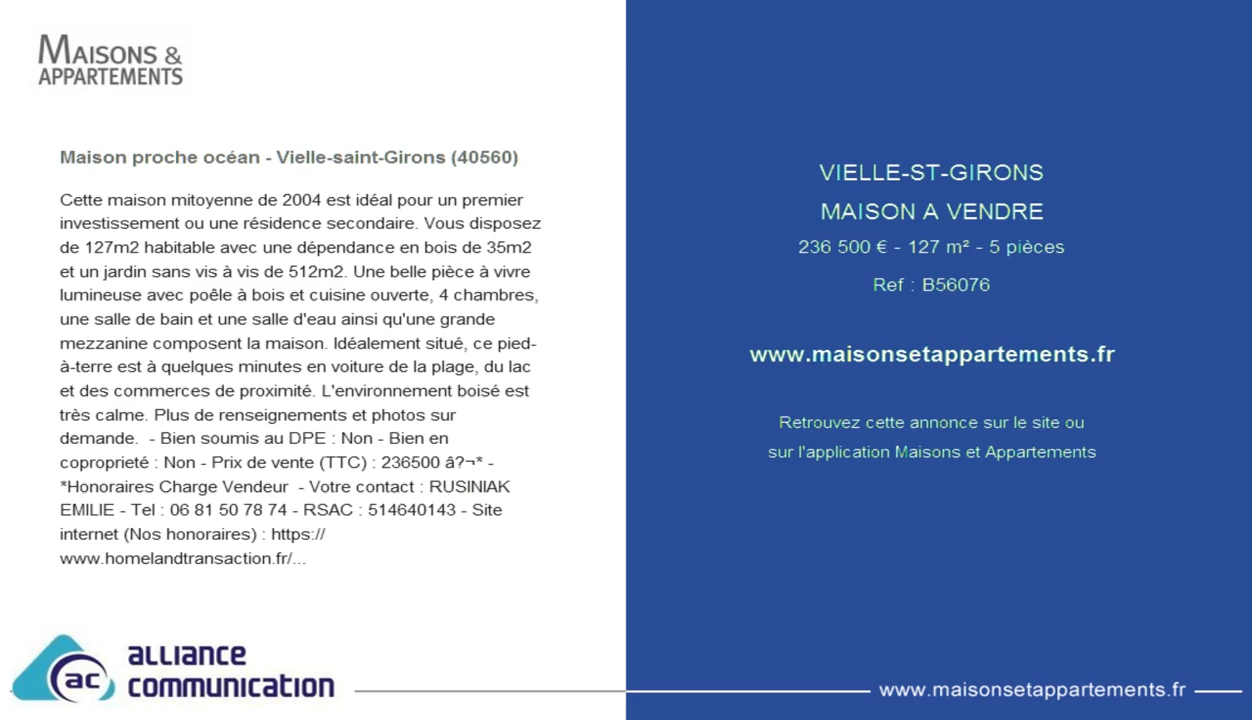 MAISONS &
APPARTEMENTS
Maison proche océan - Vielle-saint-Girons (40560)
Cette maison mitoyenne de 2004 est idéal pour un premier
investissement ou une résidence secondaire. Vous disposez
de 127m2 habitable avec une dépendance en bois de 35m2
et un jardin sans vis à vis de 512m2. Une belle pièce à vivre
lumineuse avec poêle à bois et cuisine ouverte, 4 chambres,
une salle de bain et une salle d'eau ainsi qu'une grande
mezzanine composent la maison. Idéalement situé, ce pied-
à-terre est à quelques minutes en voiture de la plage, du lac
et des commerces de proximité. L'environnement boisé est
très calme. Plus de renseignements et photos sur
demande.  - Bien soumis au DPE : Non - Bien en
coproprieté : Non - Prix de vente (TTC) : 236500 â?¬* -
*Honoraires Charge Vendeur  - Votre contact : RUSINIAK
EMILIE - Tel : 06 81 50 78 74 - RSAC : 514640143 - Site
internet (Nos honoraires) : https://
www.homelandtransaction.fr/...
ac alliance
communication
VIELLE-ST-GIRONS
MAISON A VENDRE
236 500 € - 127 m² - 5 pièces
Ref : B56076
www.maisonsetappartements.fr
Retrouvez cette annonce sur le site ou
sur l'application Maisons et Appartements
www.maisonsetappartements.fr